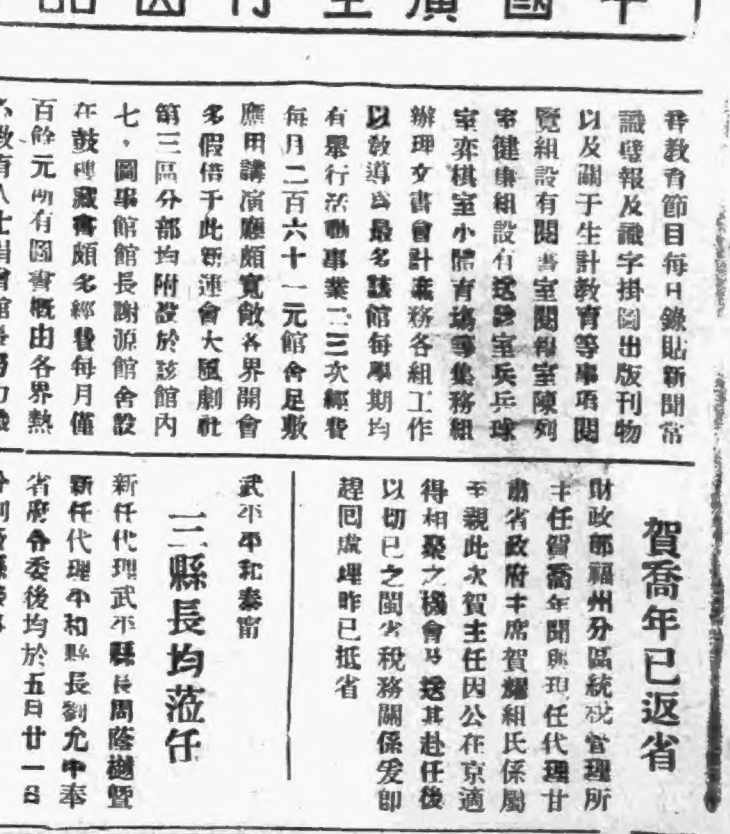 音教育節目每日錄貼新聞常
識壁報及識字掛圖出版刊物
以及關于生計教育等事項閱
覽組設有閱書室閱報室陳列
室健康組設有送診室乒乓球
室弈棋室小體育場等集務組
辦理文書會計業務各組工作
以敎導爲最多該館每學期均
有舉行活動事業二三次經費
每月二百六十一元館舍足敷
應用講演廳頗寬敞各界開會
多假借于此新運會大風劇社
第三區分部均附設於該館內
七、圖書館館長謝源館舍設
在鼓樓藏書頗多經費每月僅
百餘元所有圖書概由各界熱
賀喬年已返省
財政部福州分區統稅管理所
主任賀喬年聞與現任代理甘
肅省政府主席賀耀組氏係屬
至親此次賀主任因公在京適
得相聚之機會乃送其赴任後
以切已之閩省稅務關係爰卽
趕回處理昨已抵省
武平平和泰甯
三縣長均蒞任
新任代理武平縣長周蔭樾暨
新任代理平和縣長劉允中奉
省府各委後均於五月廿一日